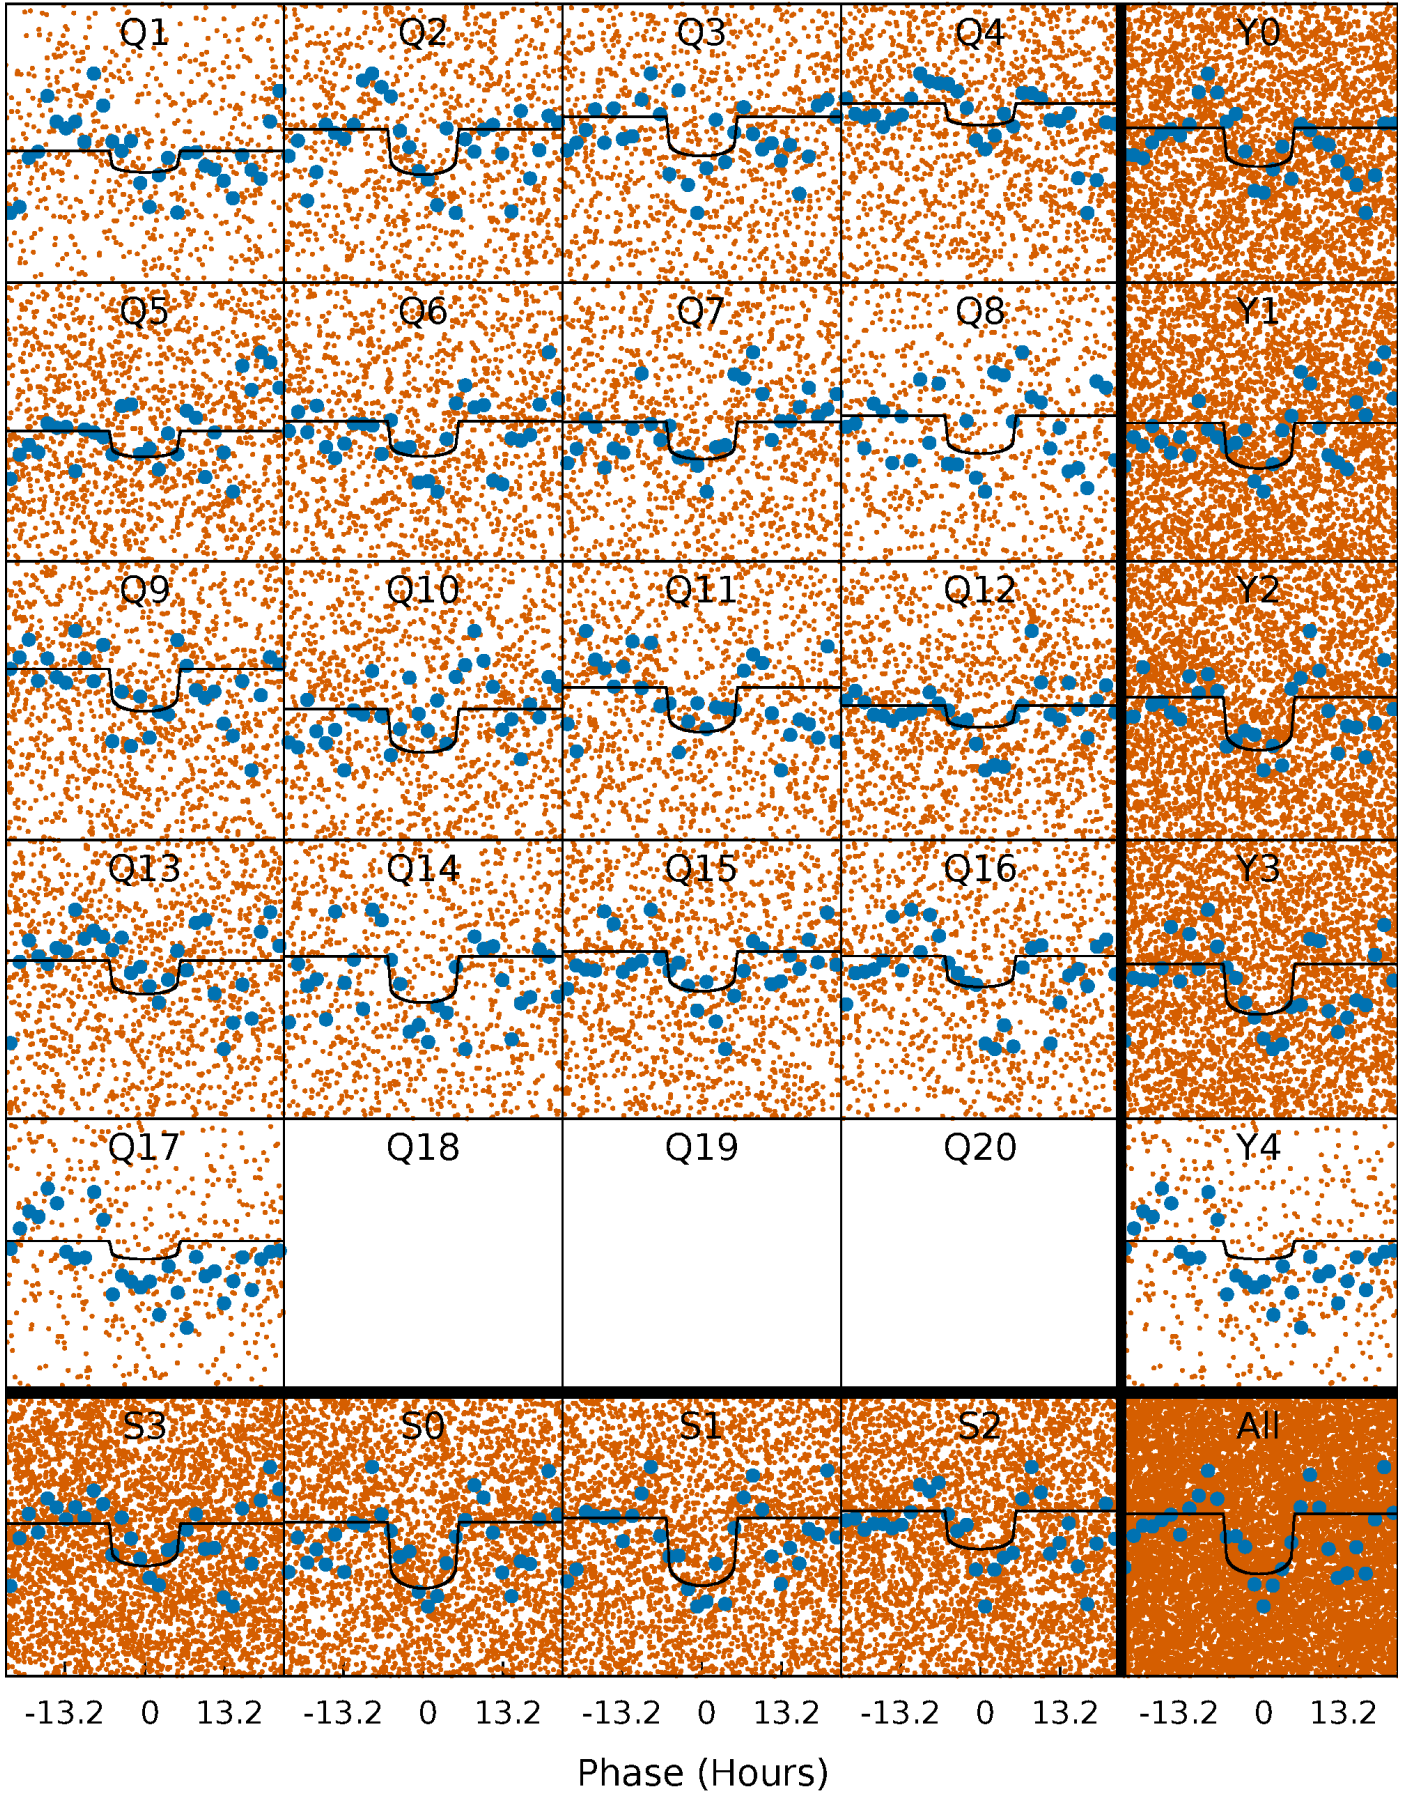 Q1 Q2 Q3 Q4 Y0
Q5 Q6 Q7 Q8 Y1
Q9 Q10 Q11 Q12 Y2
Q13 Q14 Q15 Q16 Y3
Q17 Q18 Q19 Q20 Y4
S3 S0 S1 S2 All
-13.2 0 13.2 -13.2 0 13.2 -13.2 0 13.2 -13.2 0 13.2 -13.2 0 13.2
Phase (Hours)